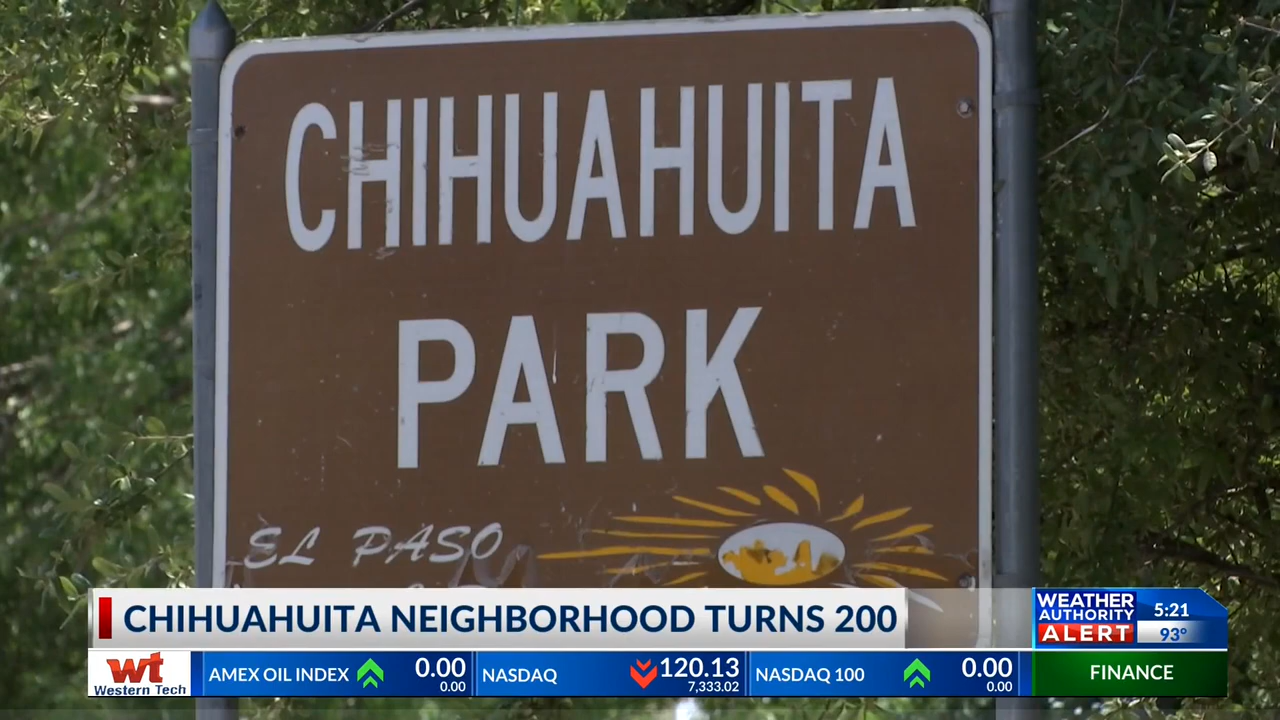 CHIHUAHUITA
PARK
EL PASO
CHIHUAHUITA NEIGHBORHOOD TURNS 200
WEATHER
AUTHORITY
ALERT
5:21
93°
wt
Western Tech
AMEX OIL INDEX 0.00
0.00
NASDAQ 120.13
7,333.02
NASDAQ 100 0.00
0.00
FINANCE